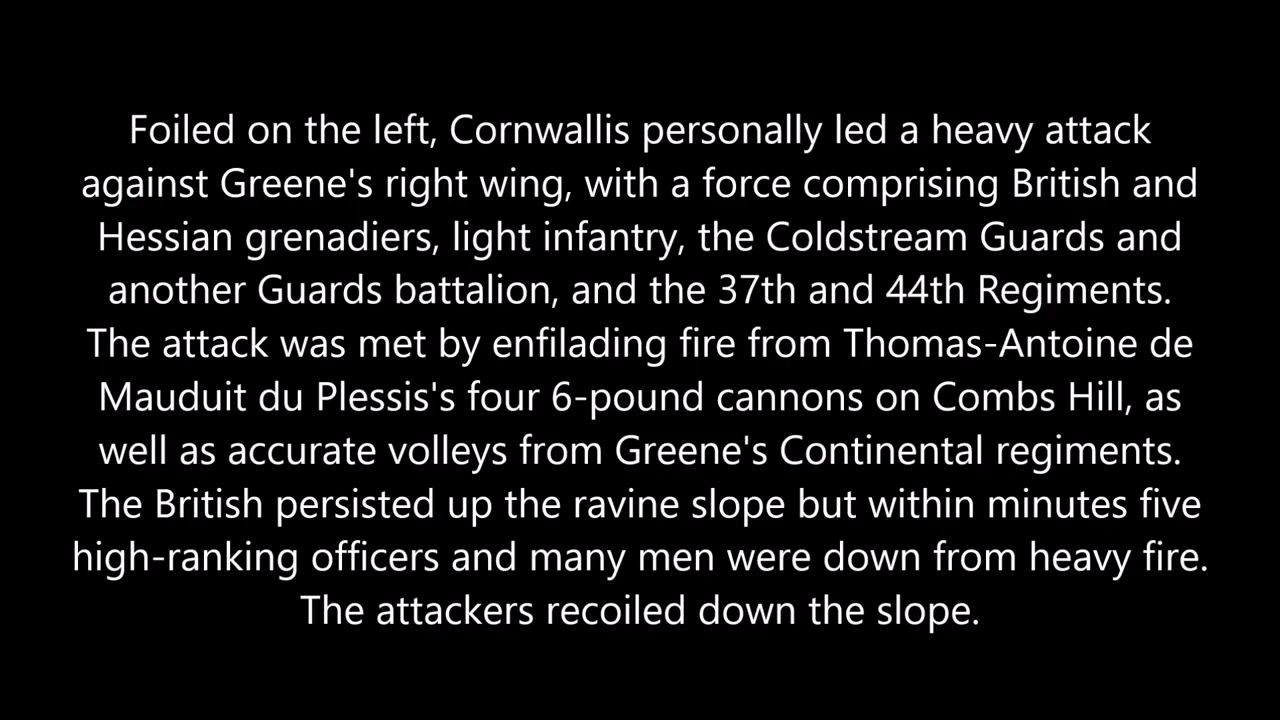 Foiled on the left, Cornwallis personally led a heavy attack
against Greene's right wing, with a force comprising British and
Hessian grenadiers, light infantry, the Coldstream Guards and
another Guards battalion, and the 37th and 44th Regiments.
The attack was met by enfilading fire from Thomas-Antoine de
Mauduit du Plessis's four 6-pound cannons on Combs Hill, as
well as accurate volleys from Greene's Continental regiments.
The British persisted up the ravine slope but within minutes five
high-ranking officers and many men were down from heavy fire.
The attackers recoiled down the slope.